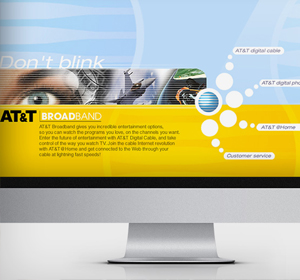 Don't blink
AT&T digital cable
AT&T digital pho
AT&T @Home
Customer service
AT&T BROADBAND
AT&T Broadband gives you incredible entertainment options,
so you can watch the programs you love, on the channels you want.
Enter the future of entertainment with AT&T Digital Cable, and take
control of the way you watch TV. Join the cable Internet revolution
with AT&T @Home and get connected to the Web through your
cable at lightning fast speeds!